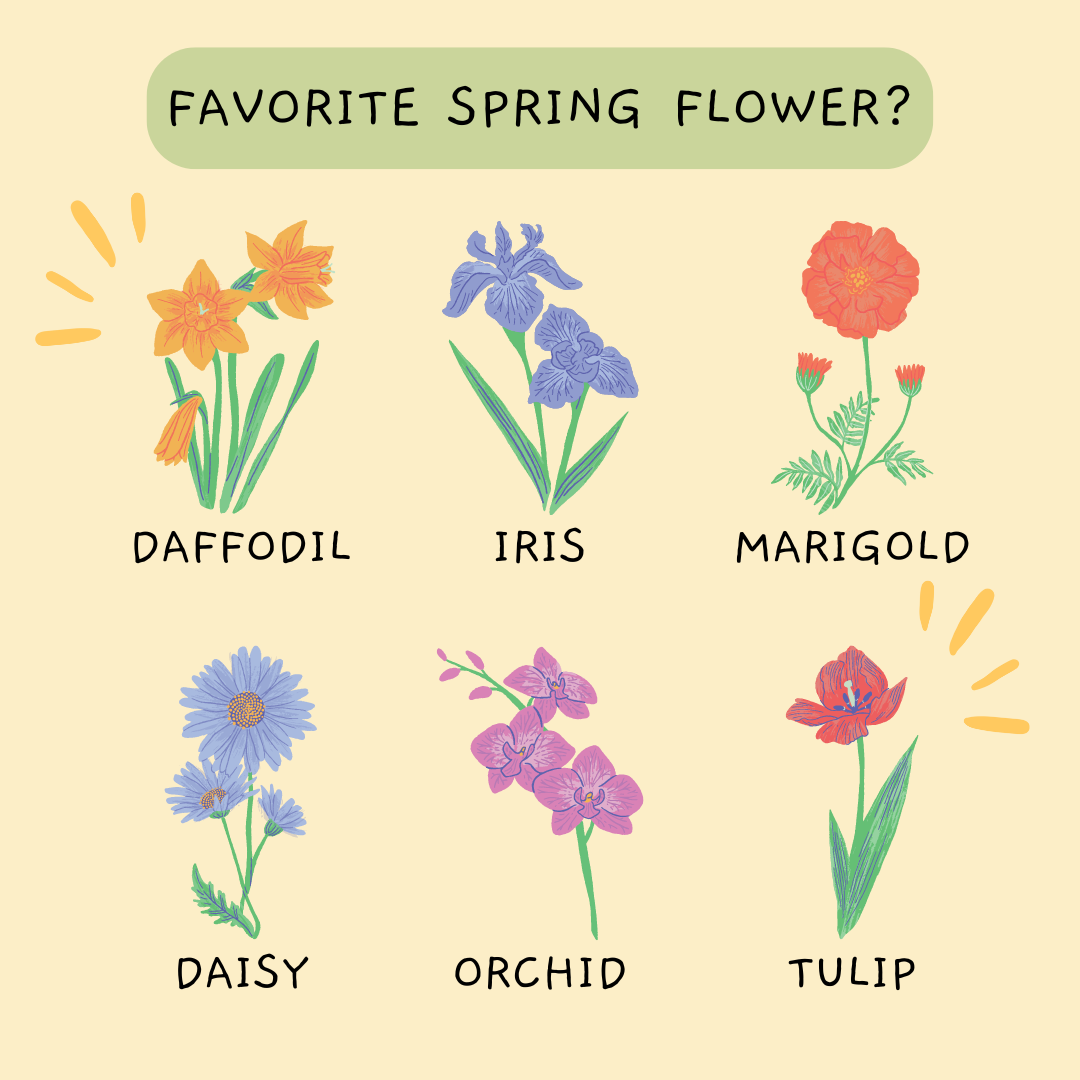 FAVORITE SPRING FLOWER?
DAFFODIL
IRIS
MARIGOLD
DAISY
ORCHID
TULIP